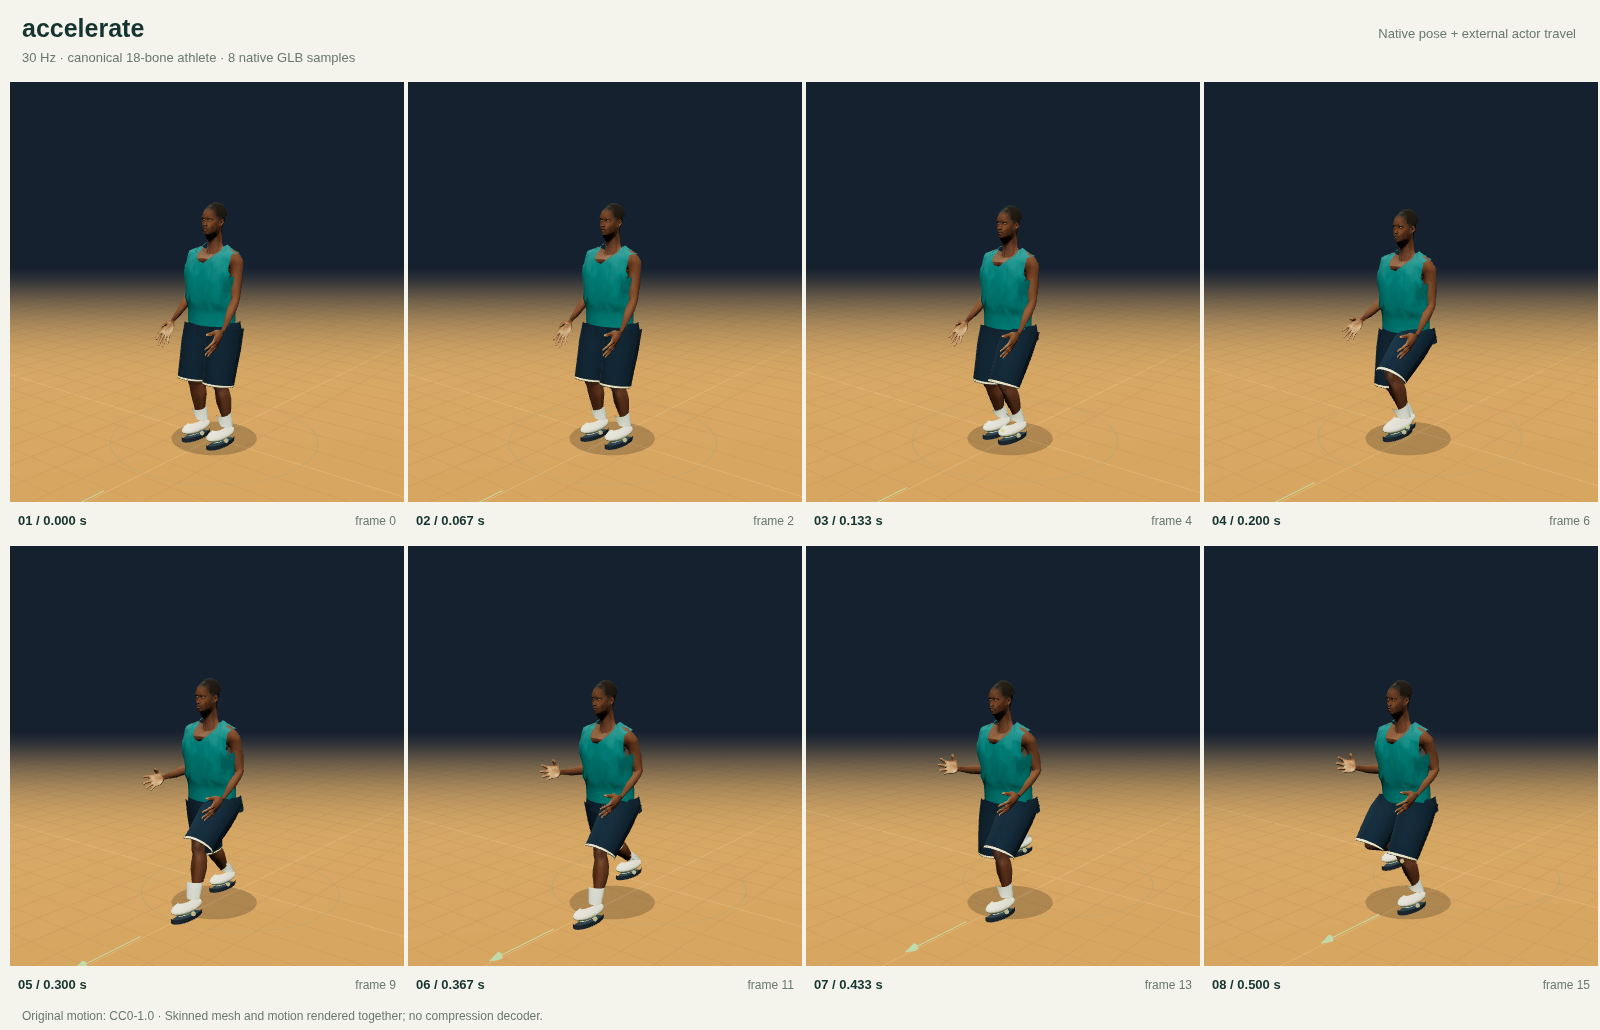 accelerate
Native pose + external actor travel
30 Hz · canonical 18-bone athlete · 8 native GLB samples
01 / 0.000 s frame 0
02 / 0.067 s frame 2
03 / 0.133 s frame 4
04 / 0.200 s frame 6
05 / 0.300 s frame 9
06 / 0.367 s frame 11
07 / 0.433 s frame 13
08 / 0.500 s frame 15
Original motion: CC0-1.0 · Skinned mesh and motion rendered together; no compression decoder.